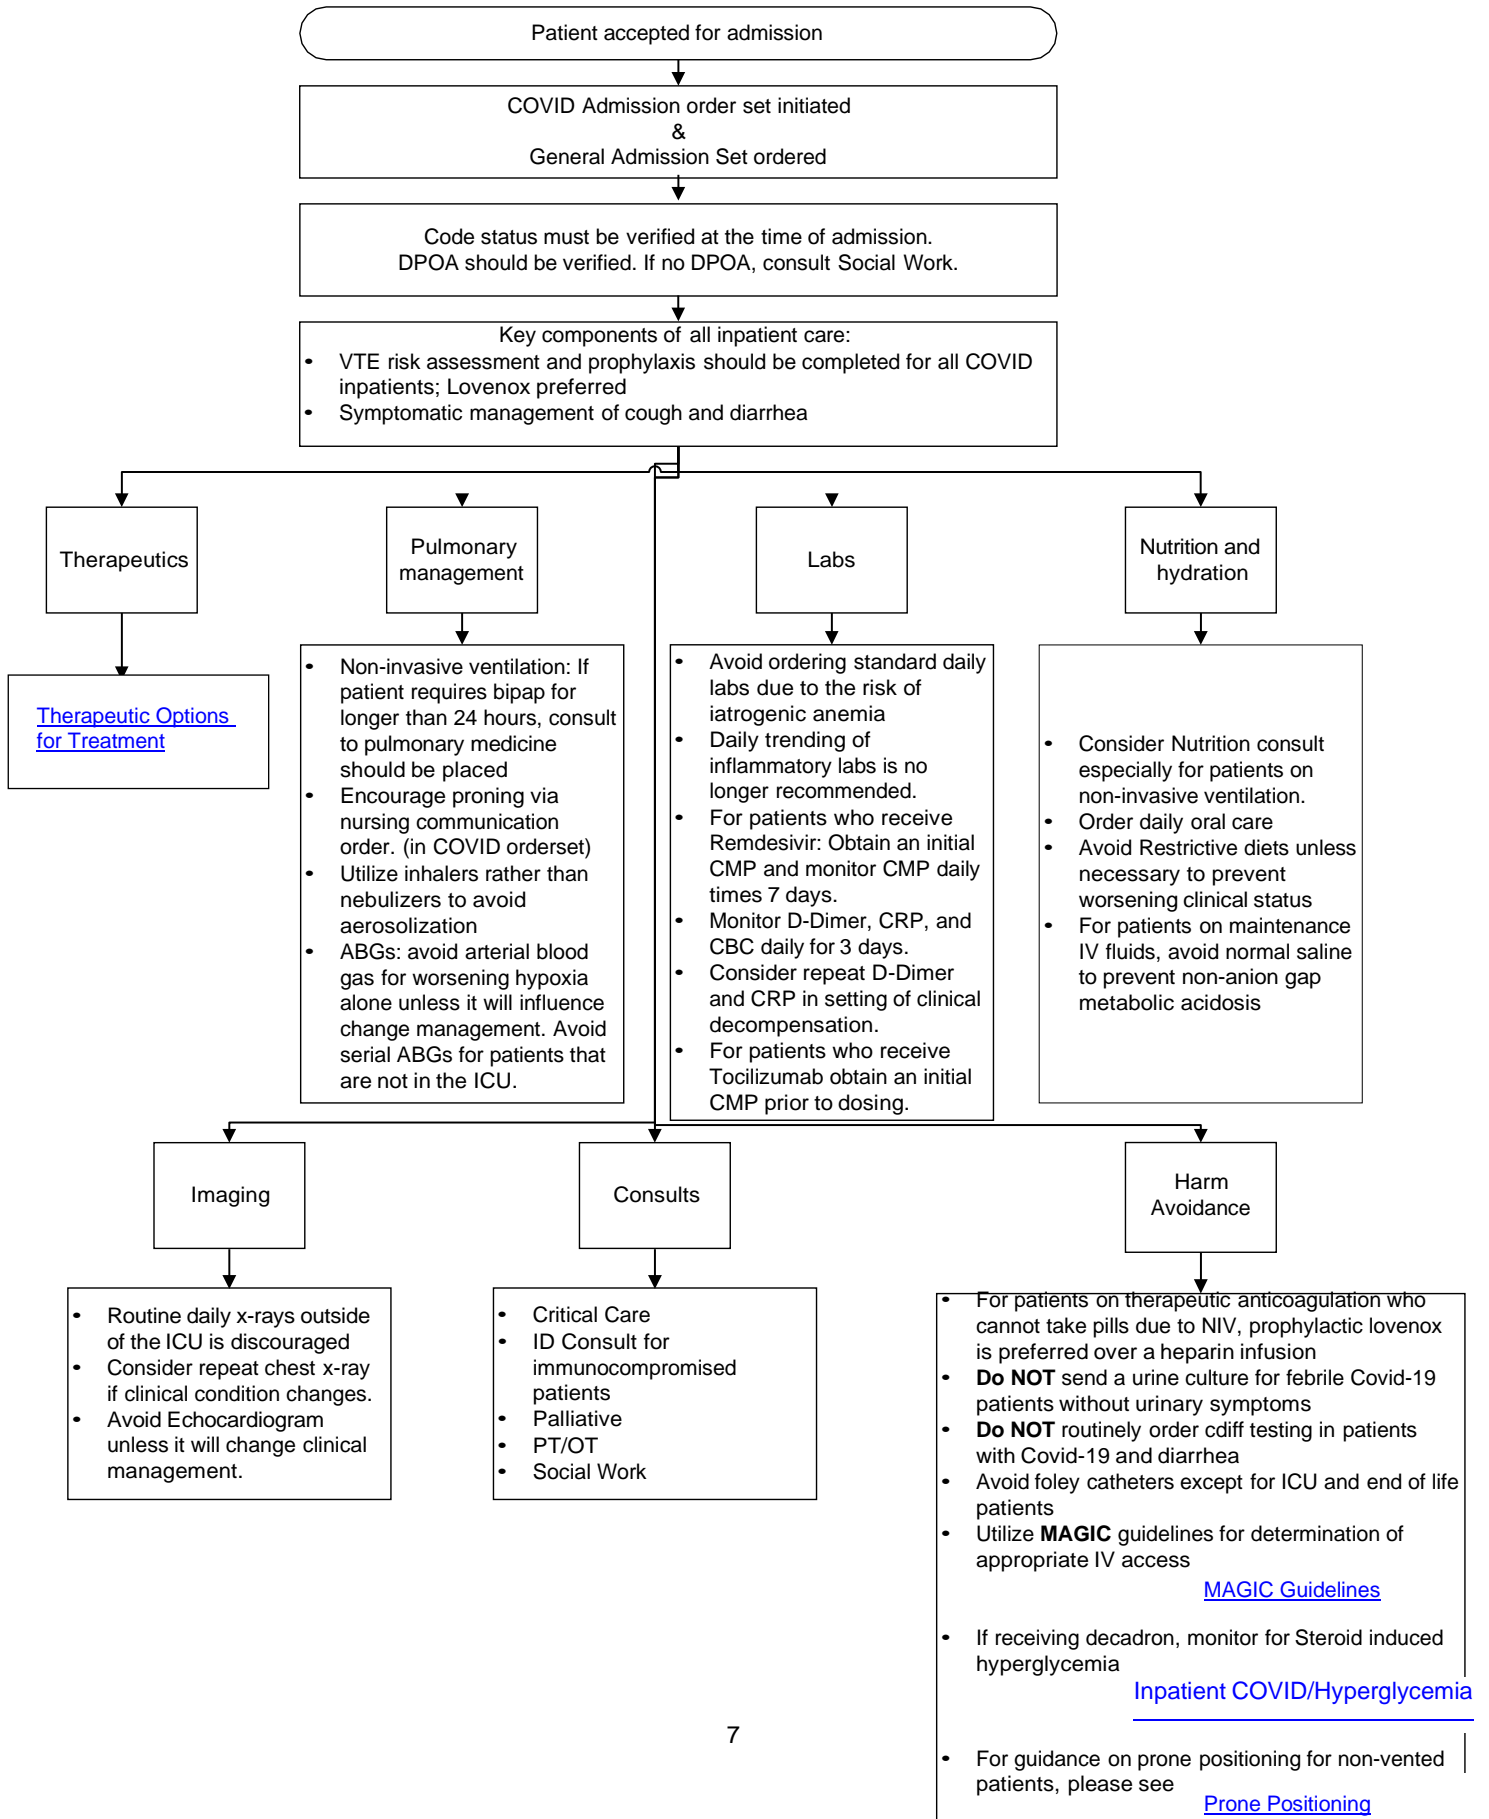 Patient accepted for admission
COVID Admission order set initiated
&
General Admission Set ordered
Code status must be verified at the time of admission.
DPOA should be verified. If no DPOA, consult Social Work.
Key components of all inpatient care:
• VTE risk assessment and prophylaxis should be completed for all COVID
inpatients; Lovenox preferred
• Symptomatic management of cough and diarrhea
Therapeutics
Pulmonary
management
Labs
Nutrition and
hydration
Therapeutic Options
for Treatment
• Non-invasive ventilation: If
patient requires bipap for
longer than 24 hours, consult
to pulmonary medicine
should be placed
• Encourage proning via
nursing communication
order. (in COVID orderset)
• Utilize inhalers rather than
nebulizers to avoid
aerosolization
• ABGs: avoid arterial blood
gas for worsening hypoxia
alone unless it will influence
change management. Avoid
serial ABGs for patients that
are not in the ICU.
• Avoid ordering standard daily
labs due to the risk of
iatrogenic anemia
• Daily trending of
inflammatory labs is no
longer recommended.
• For patients who receive
Remdesivir: Obtain an initial
CMP and monitor CMP daily
times 7 days.
• Monitor D-Dimer, CRP, and
CBC daily for 3 days.
• Consider repeat D-Dimer
and CRP in setting of clinical
decompensation.
• For patients who receive
Tocilizumab obtain an initial
CMP prior to dosing.
• Consider Nutrition consult
especially for patients on
non-invasive ventilation.
• Order daily oral care
• Avoid Restrictive diets unless
necessary to prevent
worsening clinical status
• For patients on maintenance
IV fluids, avoid normal saline
to prevent non-anion gap
metabolic acidosis
Imaging
Consults
Harm
Avoidance
• Routine daily x-rays outside
of the ICU is discouraged
• Consider repeat chest x-ray
if clinical condition changes.
• Avoid Echocardiogram
unless it will change clinical
management.
• Critical Care
• ID Consult for
immunocompromised
patients
• Palliative
• PT/OT
• Social Work
• For patients on therapeutic anticoagulation who
cannot take pills due to NIV, prophylactic lovenox
is preferred over a heparin infusion
• Do NOT send a urine culture for febrile Covid-19
patients without urinary symptoms
• Do NOT routinely order cdiff testing in patients
with Covid-19 and diarrhea
• Avoid foley catheters except for ICU and end of life
patients
• Utilize MAGIC guidelines for determination of
appropriate IV access
MAGIC Guidelines
• If receiving decadron, monitor for Steroid induced
hyperglycemia
Inpatient COVID/Hyperglycemia
• For guidance on prone positioning for non-vented
patients, please see
Prone Positioning
7